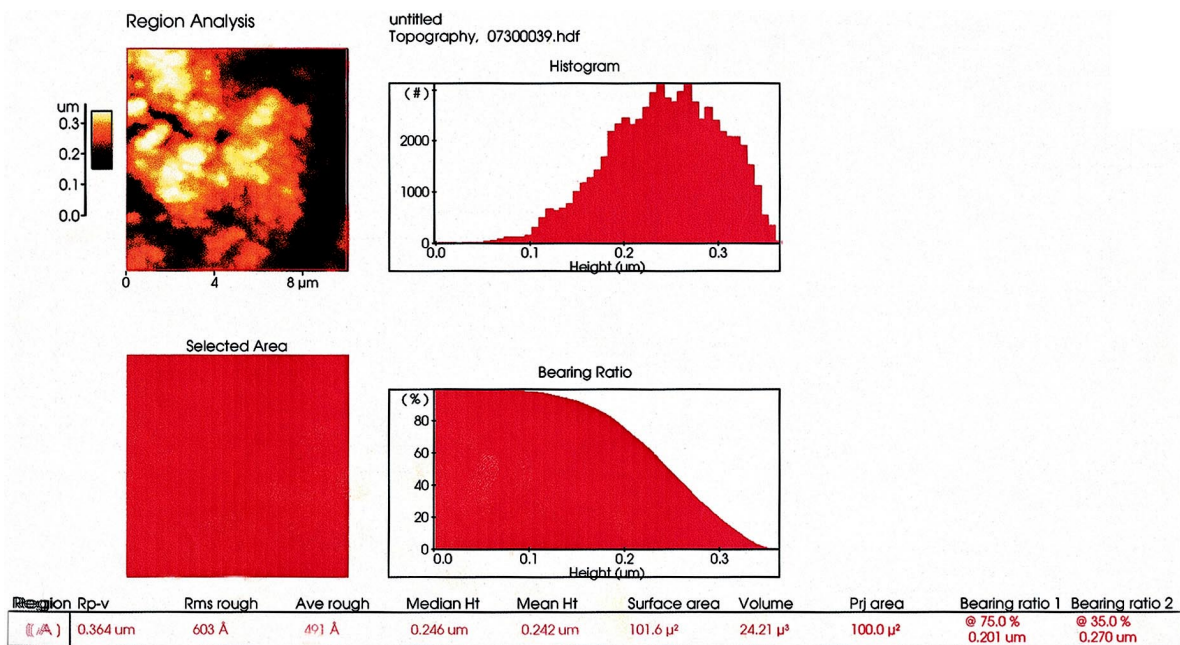 Region Analysis
untitled
Topography, 07300039.hdf
um
0.3
0.2
0.1
0.0
0 4 8 µm
Histogram
(#)
2000
1000
0
0.0 0.1 0.2 0.3
Height (um)
Selected Area
Bearing Ratio
(%)
80
60
40
20
0
0.0 0.1 0.2 0.3
Height (um)
Region Rp-v Rms rough Ave rough Median Ht Mean Ht Surface area Volume Prj area Bearing ratio 1 Bearing ratio 2
0.364 um 603 Å 491 Å 0.246 um 0.242 um 101.6 µ² 24.21 µ³ 100.0 µ² @ 75.0 % @ 35.0 %
0.201 um 0.270 um